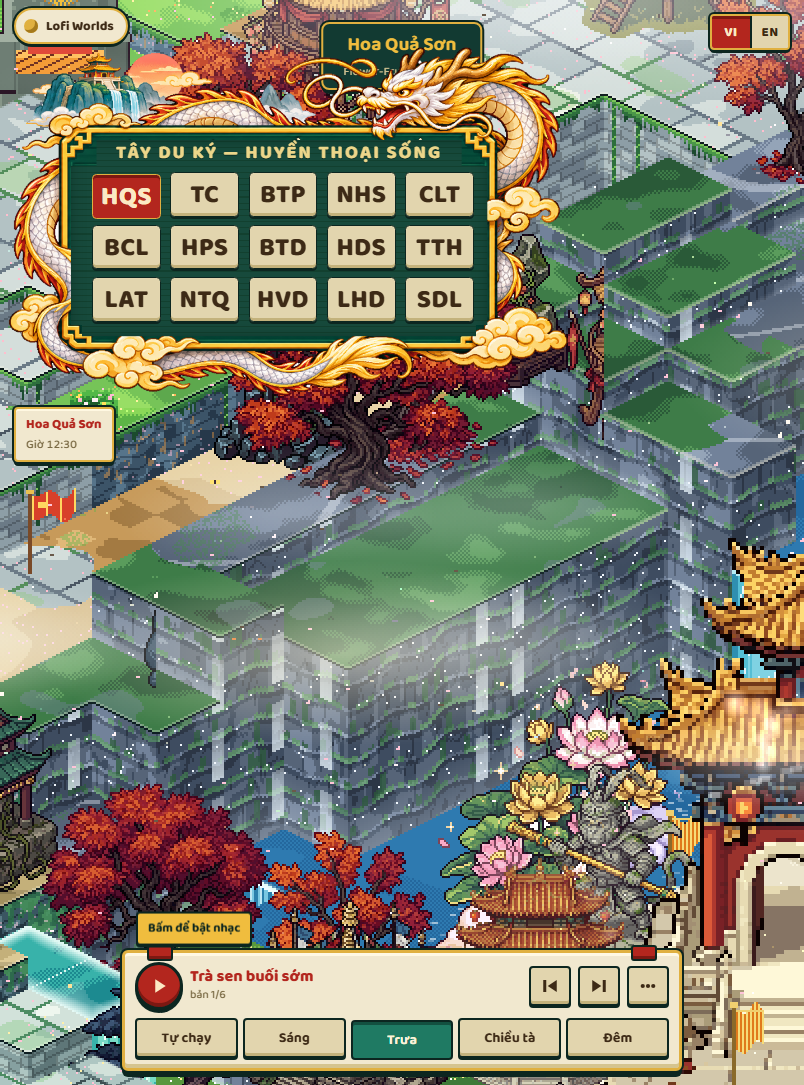 Lofi Worlds
Hoa Quả Sơn
VI EN
TÂY DU KÝ — HUYỀN THOẠI SỐNG
HQS TC BTP NHS CLT
BCL HPS BTD HDS TTH
LAT NTQ HVD LHD SDL
Hoa Quả Sơn
Giờ 12:30
Bấm để bật nhạc
Trà sen buổi sớm
bản 1/6
Tự chạy Sáng Trưa Chiều tà Đêm